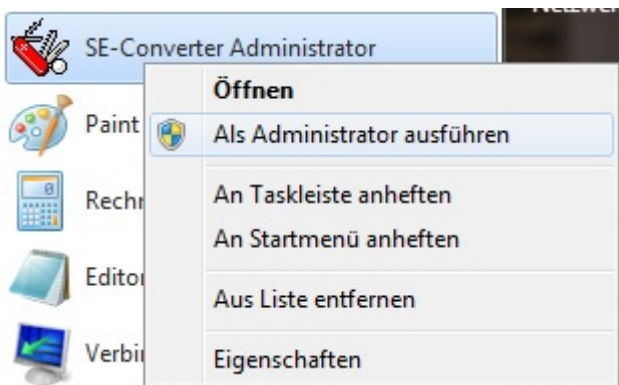 SE-Converter Administrator
Öffnen
Paint
Als Administrator ausführen
An Taskleiste anheften
An Startmenü anheften
Aus Liste entfernen
Eigenschaften